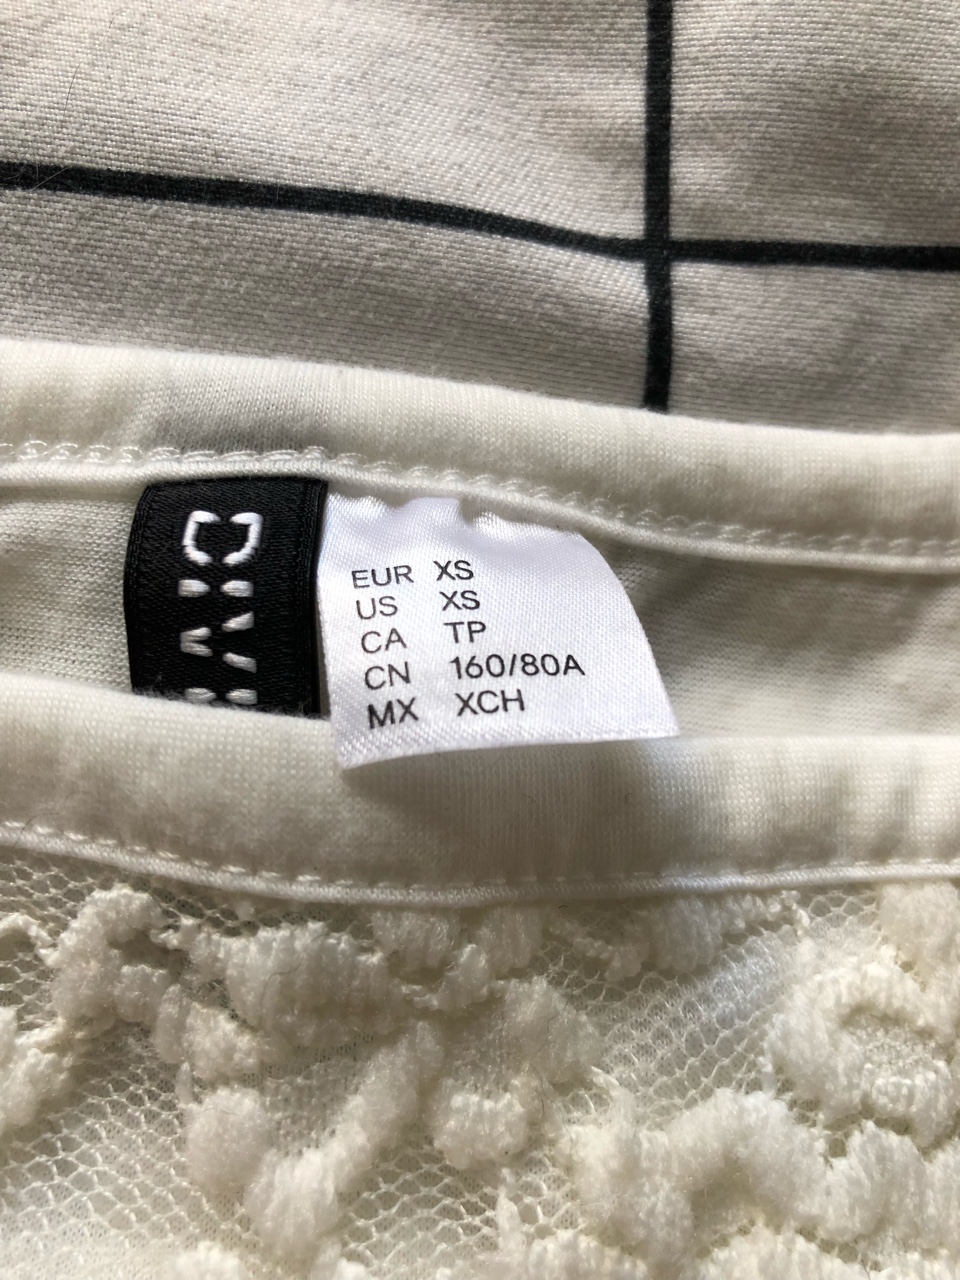 EUR XS
US XS
CA TP
CN 160/80A
MX XCH